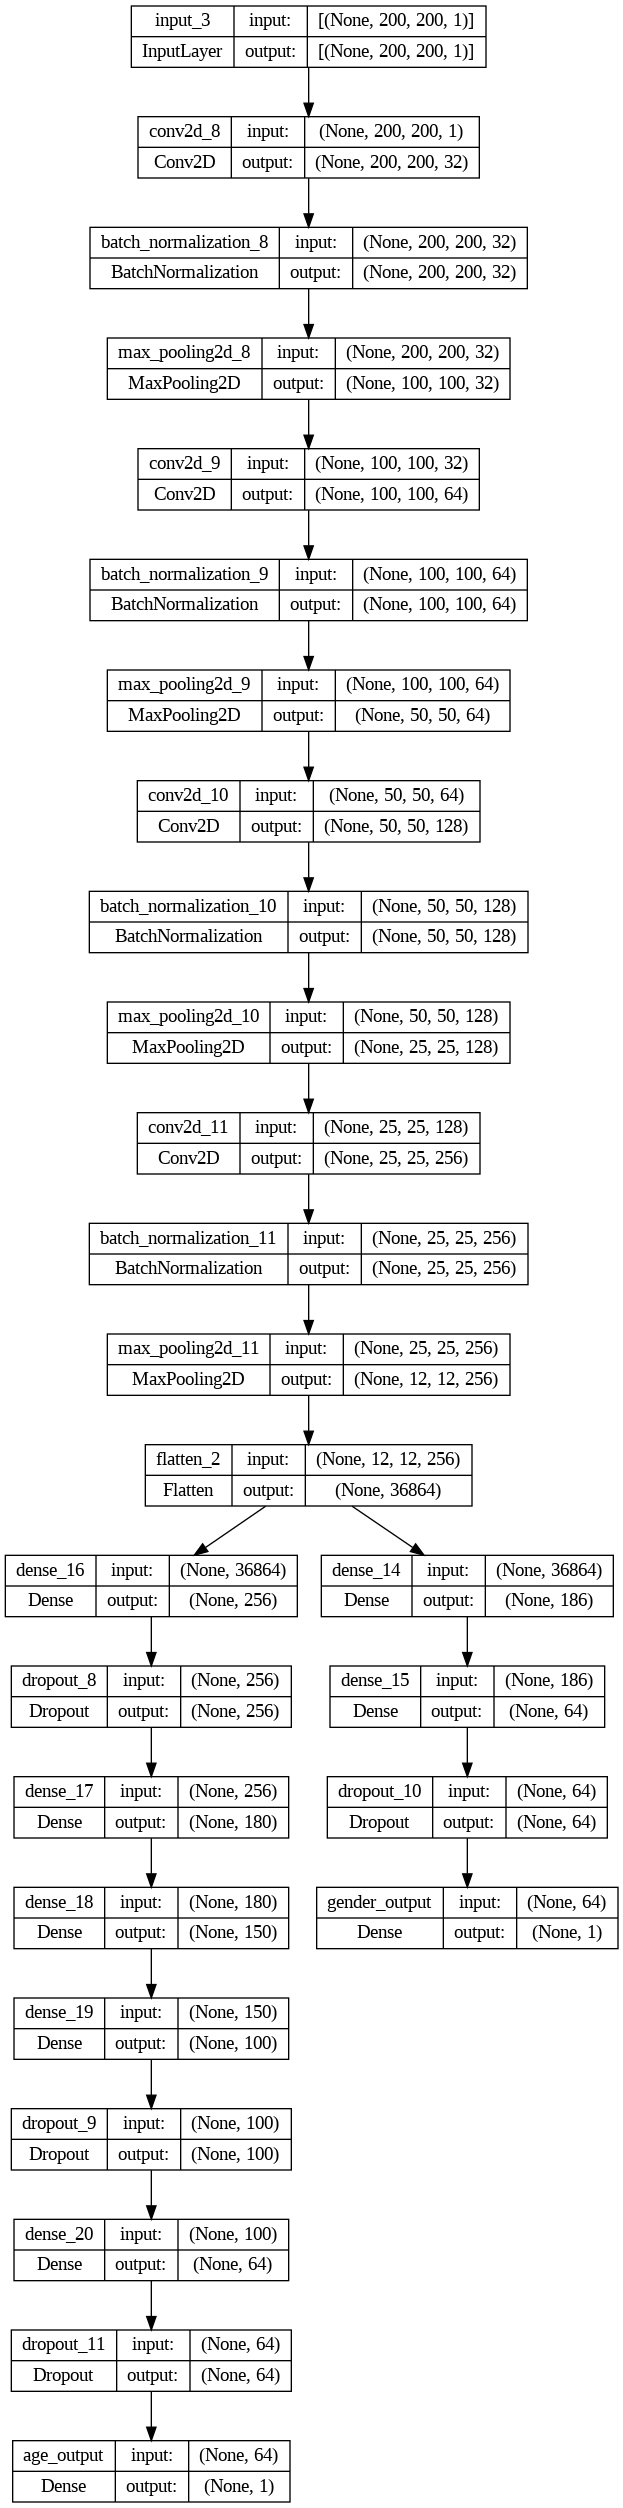 input_3 input: [(None, 200, 200, 1)]
InputLayer output: [(None, 200, 200, 1)]
conv2d_8 input: (None, 200, 200, 1)
Conv2D output: (None, 200, 200, 32)
batch_normalization_8 input: (None, 200, 200, 32)
BatchNormalization output: (None, 200, 200, 32)
max_pooling2d_8 input: (None, 200, 200, 32)
MaxPooling2D output: (None, 100, 100, 32)
conv2d_9 input: (None, 100, 100, 32)
Conv2D output: (None, 100, 100, 64)
batch_normalization_9 input: (None, 100, 100, 64)
BatchNormalization output: (None, 100, 100, 64)
max_pooling2d_9 input: (None, 100, 100, 64)
MaxPooling2D output: (None, 50, 50, 64)
conv2d_10 input: (None, 50, 50, 64)
Conv2D output: (None, 50, 50, 128)
batch_normalization_10 input: (None, 50, 50, 128)
BatchNormalization output: (None, 50, 50, 128)
max_pooling2d_10 input: (None, 50, 50, 128)
MaxPooling2D output: (None, 25, 25, 128)
conv2d_11 input: (None, 25, 25, 128)
Conv2D output: (None, 25, 25, 256)
batch_normalization_11 input: (None, 25, 25, 256)
BatchNormalization output: (None, 25, 25, 256)
max_pooling2d_11 input: (None, 25, 25, 256)
MaxPooling2D output: (None, 12, 12, 256)
flatten_2 input: (None, 12, 12, 256)
Flatten output: (None, 36864)
dense_16 input: (None, 36864)
Dense output: (None, 256)
dropout_8 input: (None, 256)
Dropout output: (None, 256)
dense_17 input: (None, 256)
Dense output: (None, 180)
dense_18 input: (None, 180)
Dense output: (None, 150)
dense_19 input: (None, 150)
Dense output: (None, 100)
dropout_9 input: (None, 100)
Dropout output: (None, 100)
dense_20 input: (None, 100)
Dense output: (None, 64)
dropout_11 input: (None, 64)
Dropout output: (None, 64)
age_output input: (None, 64)
Dense output: (None, 1)
dense_14 input: (None, 36864)
Dense output: (None, 186)
dense_15 input: (None, 186)
Dense output: (None, 64)
dropout_10 input: (None, 64)
Dropout output: (None, 64)
gender_output input: (None, 64)
Dense output: (None, 1)